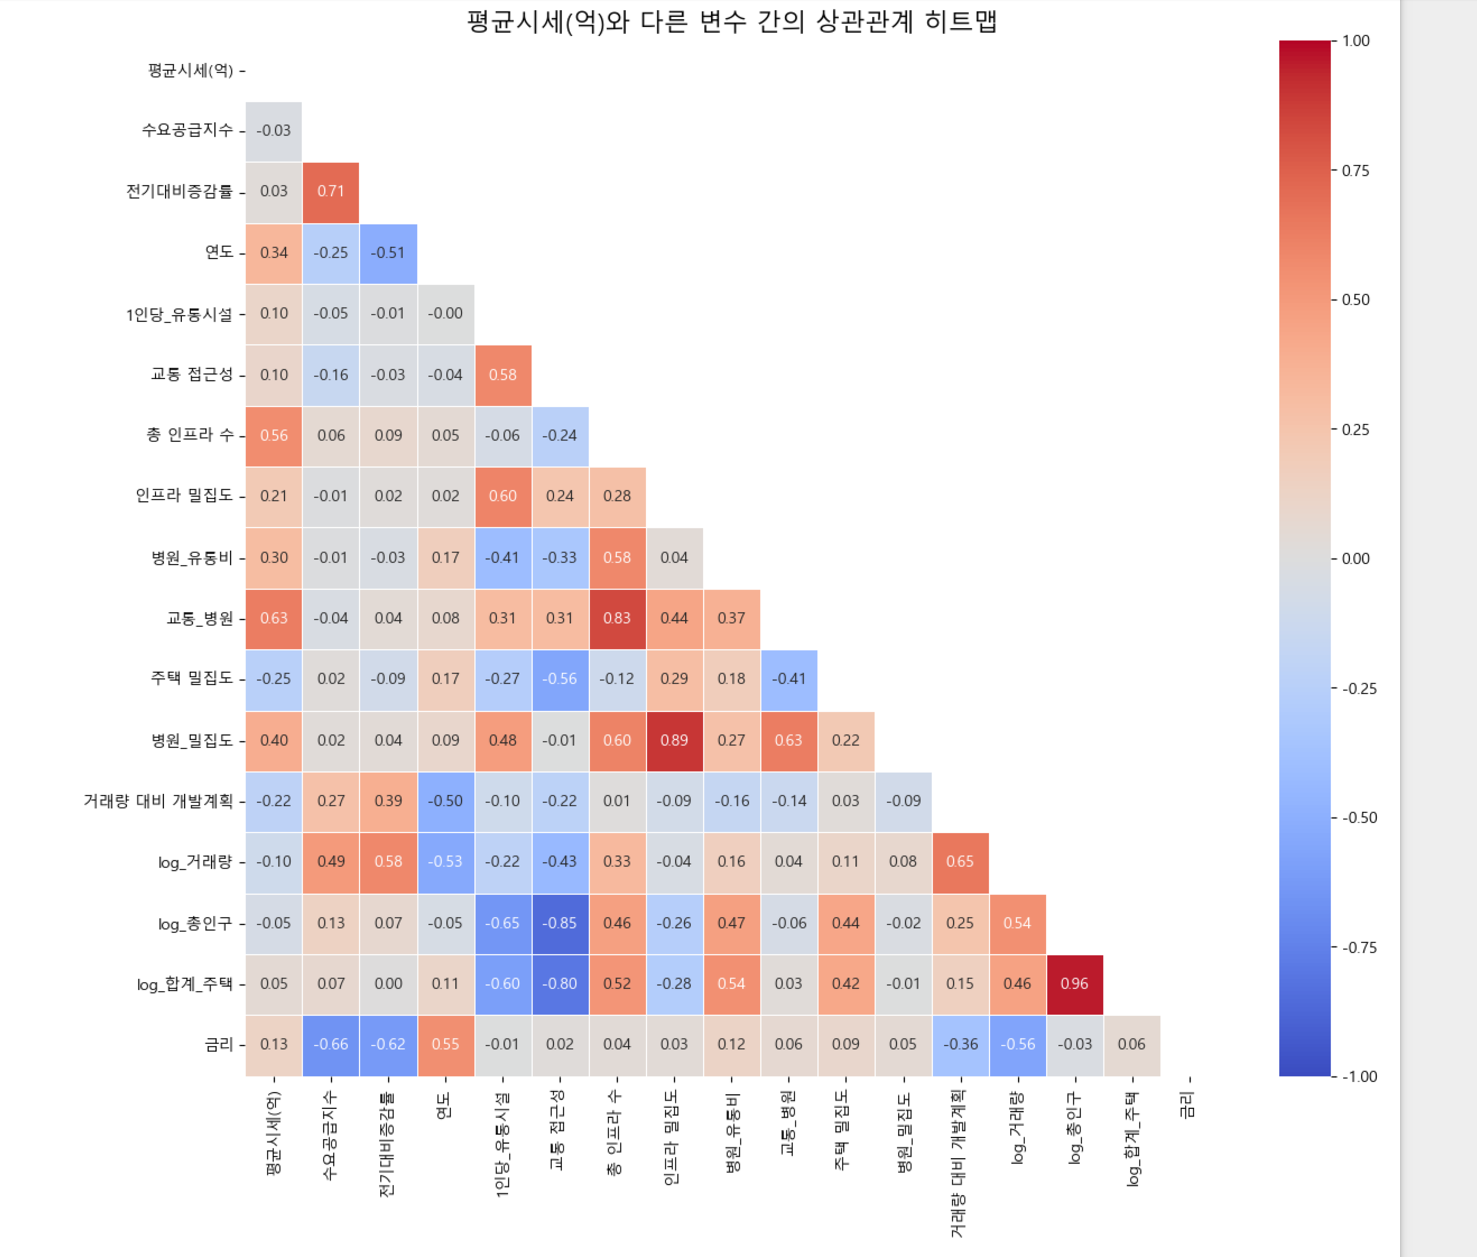 평균시세(억)와 다른 변수 간의 상관관계 히트맵
평균시세(억)
수요공급지수 -0.03
전기대비증감률 0.03 0.71
연도 0.34 -0.25 -0.51
1인당_유통시설 0.10 -0.05 -0.01 -0.00
교통 접근성 0.10 -0.16 -0.03 -0.04 0.58
총 인프라 수 0.56 0.06 0.09 0.05 -0.06 -0.24
인프라 밀집도 0.21 -0.01 0.02 0.02 0.60 0.24 0.28
병원_유통비 0.30 -0.01 -0.03 0.17 -0.41 -0.33 0.58 0.04
교통_병원 0.63 -0.04 0.04 0.08 0.31 0.31 0.83 0.44 0.37
주택 밀집도 -0.25 0.02 -0.09 0.17 -0.27 -0.56 -0.12 0.29 0.18 -0.41
병원_밀집도 0.40 0.02 0.04 0.09 0.48 -0.01 0.60 0.89 0.27 0.63 0.22
거래량 대비 개발계획 -0.22 0.27 0.39 -0.50 -0.10 -0.22 0.01 -0.09 -0.16 -0.14 0.03 -0.09
log_거래량 -0.10 0.49 0.58 -0.53 -0.22 -0.43 0.33 -0.04 0.16 0.04 0.11 0.08 0.65
log_총인구 -0.05 0.13 0.07 -0.05 -0.65 -0.85 0.46 -0.26 0.47 -0.06 0.44 -0.02 0.25 0.54
log_합계_주택 0.05 0.07 0.00 0.11 -0.60 -0.80 0.52 -0.28 0.54 0.03 0.42 -0.01 0.15 0.46 0.96
금리 0.13 -0.66 -0.62 0.55 -0.01 0.02 0.04 0.03 0.12 0.06 0.09 0.05 -0.36 -0.56 -0.03 0.06
평균시세(억)
수요공급지수
전기대비증감률
연도
1인당_유통시설
교통 접근성
총 인프라 수
인프라 밀집도
병원_유통비
교통_병원
주택 밀집도
병원_밀집도
거래량 대비 개발계획
log_거래량
log_총인구
log_합계_주택
금리
1.00
0.75
0.50
0.25
0.00
-0.25
-0.50
-0.75
-1.00